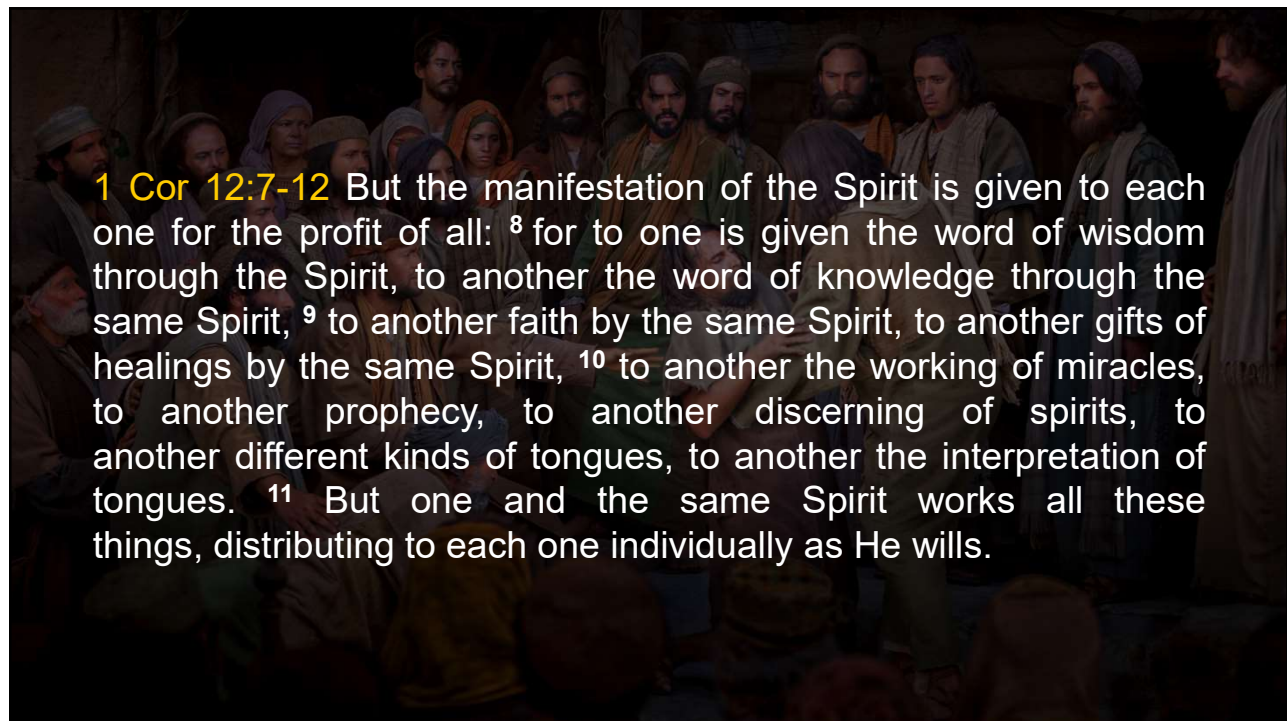 1 Cor 12:7-12 But the manifestation of the Spirit is given to each
one for the profit of all: 8 for to one is given the word of wisdom
through the Spirit, to another the word of knowledge through the
same Spirit, 9 to another faith by the same Spirit, to another gifts of
healings by the same Spirit, 10 to another the working of miracles,
to another prophecy, to another discerning of spirits, to
another different kinds of tongues, to another the interpretation of
tongues. 11 But one and the same Spirit works all these
things, distributing to each one individually as He wills.